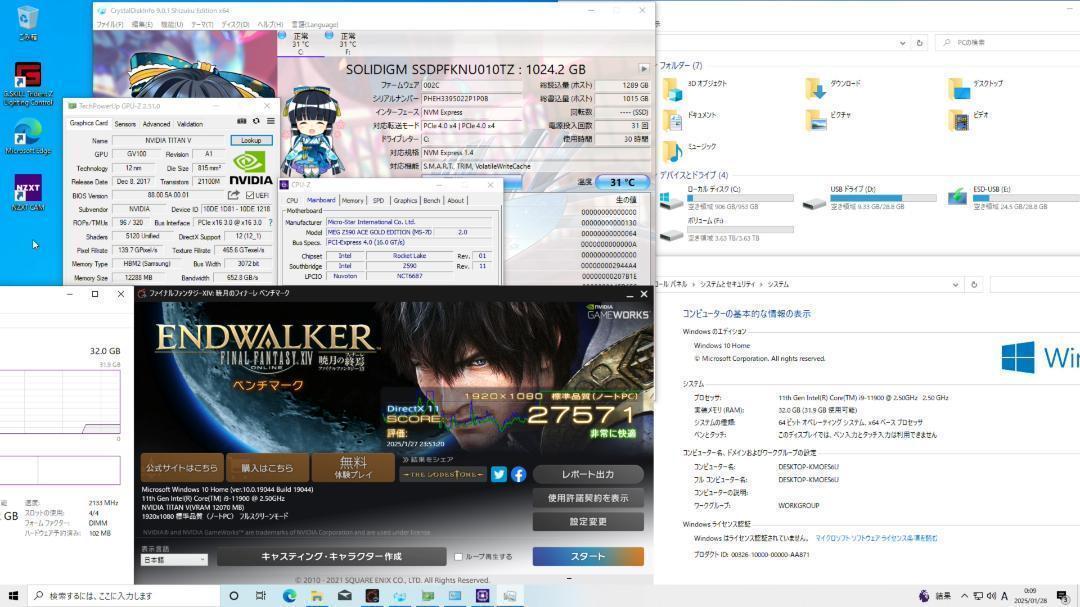 ごみ箱
G.SKILL Trident Z
Lighting Control
Microsoft Edge
NZXT
NZXT CAM
CrystalDiskInfo 9.0.1 Shizuku Edition x64
ファイル(F) 編集(E) 機能(U) テーマ(T) ディスク(D) ヘルプ(H) 言語(Language)
正常
31 °C
C:
正常
31 °C
F:
SOLIDIGM SSDPFKNU010TZ : 1024.2 GB
ファームウェア 002C
シリアルナンバー PHEH3395022P1P0B
インターフェース NVM Express
対応転送モード PCIe 4.0 x4 | PCIe 4.0 x4
ドライブレター C:
対応規格 NVM Express 1.4
対応機能 S.M.A.R.T., TRIM, VolatileWriteCache
総読込量 (ホスト) 1289 GB
総書込量 (ホスト) 1015 GB
回転数 ---- (SSD)
電源投入回数 31 回
使用時間 30 時間
温度 31 °C
生の値
000000000000
000000000130
000000000064
00000000000A
000000000000
0000002944A4
000000207B1E
TechPowerUp GPU-Z 2.51.0
Graphics Card Sensors Advanced Validation
Name NVIDIA TITAN V Lookup
GPU GV100 Revision A1
Technology 12 nm Die Size 815 mm²
Release Date Dec 8, 2017 Transistors 21100M
BIOS Version 88.00.5A.00.01 UEFI
Subvendor NVIDIA Device ID 10DE 1D81 - 10DE 1218
ROPs/TMUs 96 / 320 Bus Interface PCIe x16 3.0 @ x16 3.0 ?
Shaders 5120 Unified DirectX Support 12 (12_1)
Pixel Fillrate 139.7 GPixel/s Texture Fillrate 465.6 GTexel/s
Memory Type HBM2 (Samsung) Bus Width 3072 bit
Memory Size 12288 MB Bandwidth 652.8 GB/s
NVIDIA
CPU-Z
CPU Mainboard Memory SPD Graphics Bench About
Motherboard
Manufacturer Micro-Star International Co. Ltd.
Model MEG Z590 ACE GOLD EDITION (MS-7D 2.0
Bus Specs. PCI-Express 4.0 (16.0 GT/s)
Chipset Intel Rocket Lake Rev. 01
Southbridge Intel Z590 Rev. 11
LPCIO Nuvoton NCT6687
PCの検索
フォルダー (7)
3D オブジェクト
ダウンロード
デスクトップ
ドキュメント
ピクチャ
ビデオ
ミュージック
デバイスとドライブ (4)
ローカル ディスク (C:)
空き領域 906 GB/953 GB
USB ドライブ (D:)
空き領域 9.33 GB/28.8 GB
ESD-USB (E:)
空き領域 24.5 GB/28.8 GB
ボリューム (F:)
空き領域 3.63 TB/3.63 TB
ロール パネル › システムとセキュリティ › システム
コンピューターの基本的な情報の表示
Windows のエディション
Windows 10 Home
© Microsoft Corporation. All rights reserved.
システム
プロセッサ: 11th Gen Intel(R) Core(TM) i9-11900 @ 2.50GHz 2.50 GHz
実装メモリ (RAM): 32.0 GB (31.9 GB 使用可能)
システムの種類: 64 ビット オペレーティング システム、x64 ベース プロセッサ
ペンとタッチ: このディスプレイでは、ペン入力とタッチ入力は利用できません
コンピューター名、ドメインおよびワークグループの設定
コンピューター名: DESKTOP-KMOES6U
フル コンピューター名: DESKTOP-KMOES6U
コンピューターの説明:
ワークグループ: WORKGROUP
Windows ライセンス認証
Windows はライセンス認証されていません。 マイクロソフト ソフトウェア ライセンス条項を読む
プロダクト ID: 00326-10000-00000-AA871
32.0 GB
31.9 GB
0
速度: 2133 MHz
スロットの使用: 4/4
フォーム ファクター: DIMM
ハードウェア予約済み: 102 MB
GB
ファイナルファンタジーXIV: 暁月のフィナーレ ベンチマーク
NVIDIA
GAMEWORKS
ENDWALKER
FINAL FANTASY XIV
ONLINE
暁月の終焉
ファイナルファンタジー14
ベンチマーク
1920×1080 標準品質(ノートPC)
DirectX 11
SCORE: 27571
評価: 非常に快適
2025/1/27 23:53:20
公式サイトはこちら
購入はこちら
無料
体験プレイ
結果をシェア
THE LODESTONE
レポート出力
使用許諾契約を表示
設定変更
Microsoft Windows 10 Home (ver.10.0.19044 Build 19044)
11th Gen Intel(R) Core(TM) i9-11900 @ 2.50GHz
NVIDIA TITAN V(VRAM 12070 MB)
1920x1080 標準品質 (ノートPC) フルスクリーンモード
NVIDIA® and NVIDIA GameWorks™ are trademarks of NVIDIA Corporation and are used under license.
表示言語
日本語
キャスティング・キャラクター作成
ループ再生する
スタート
© 2010 - 2021 SQUARE ENIX CO., LTD. All Rights Reserved.
検索するには、ここに入力します
結果
A
0:09
2025/01/28
3